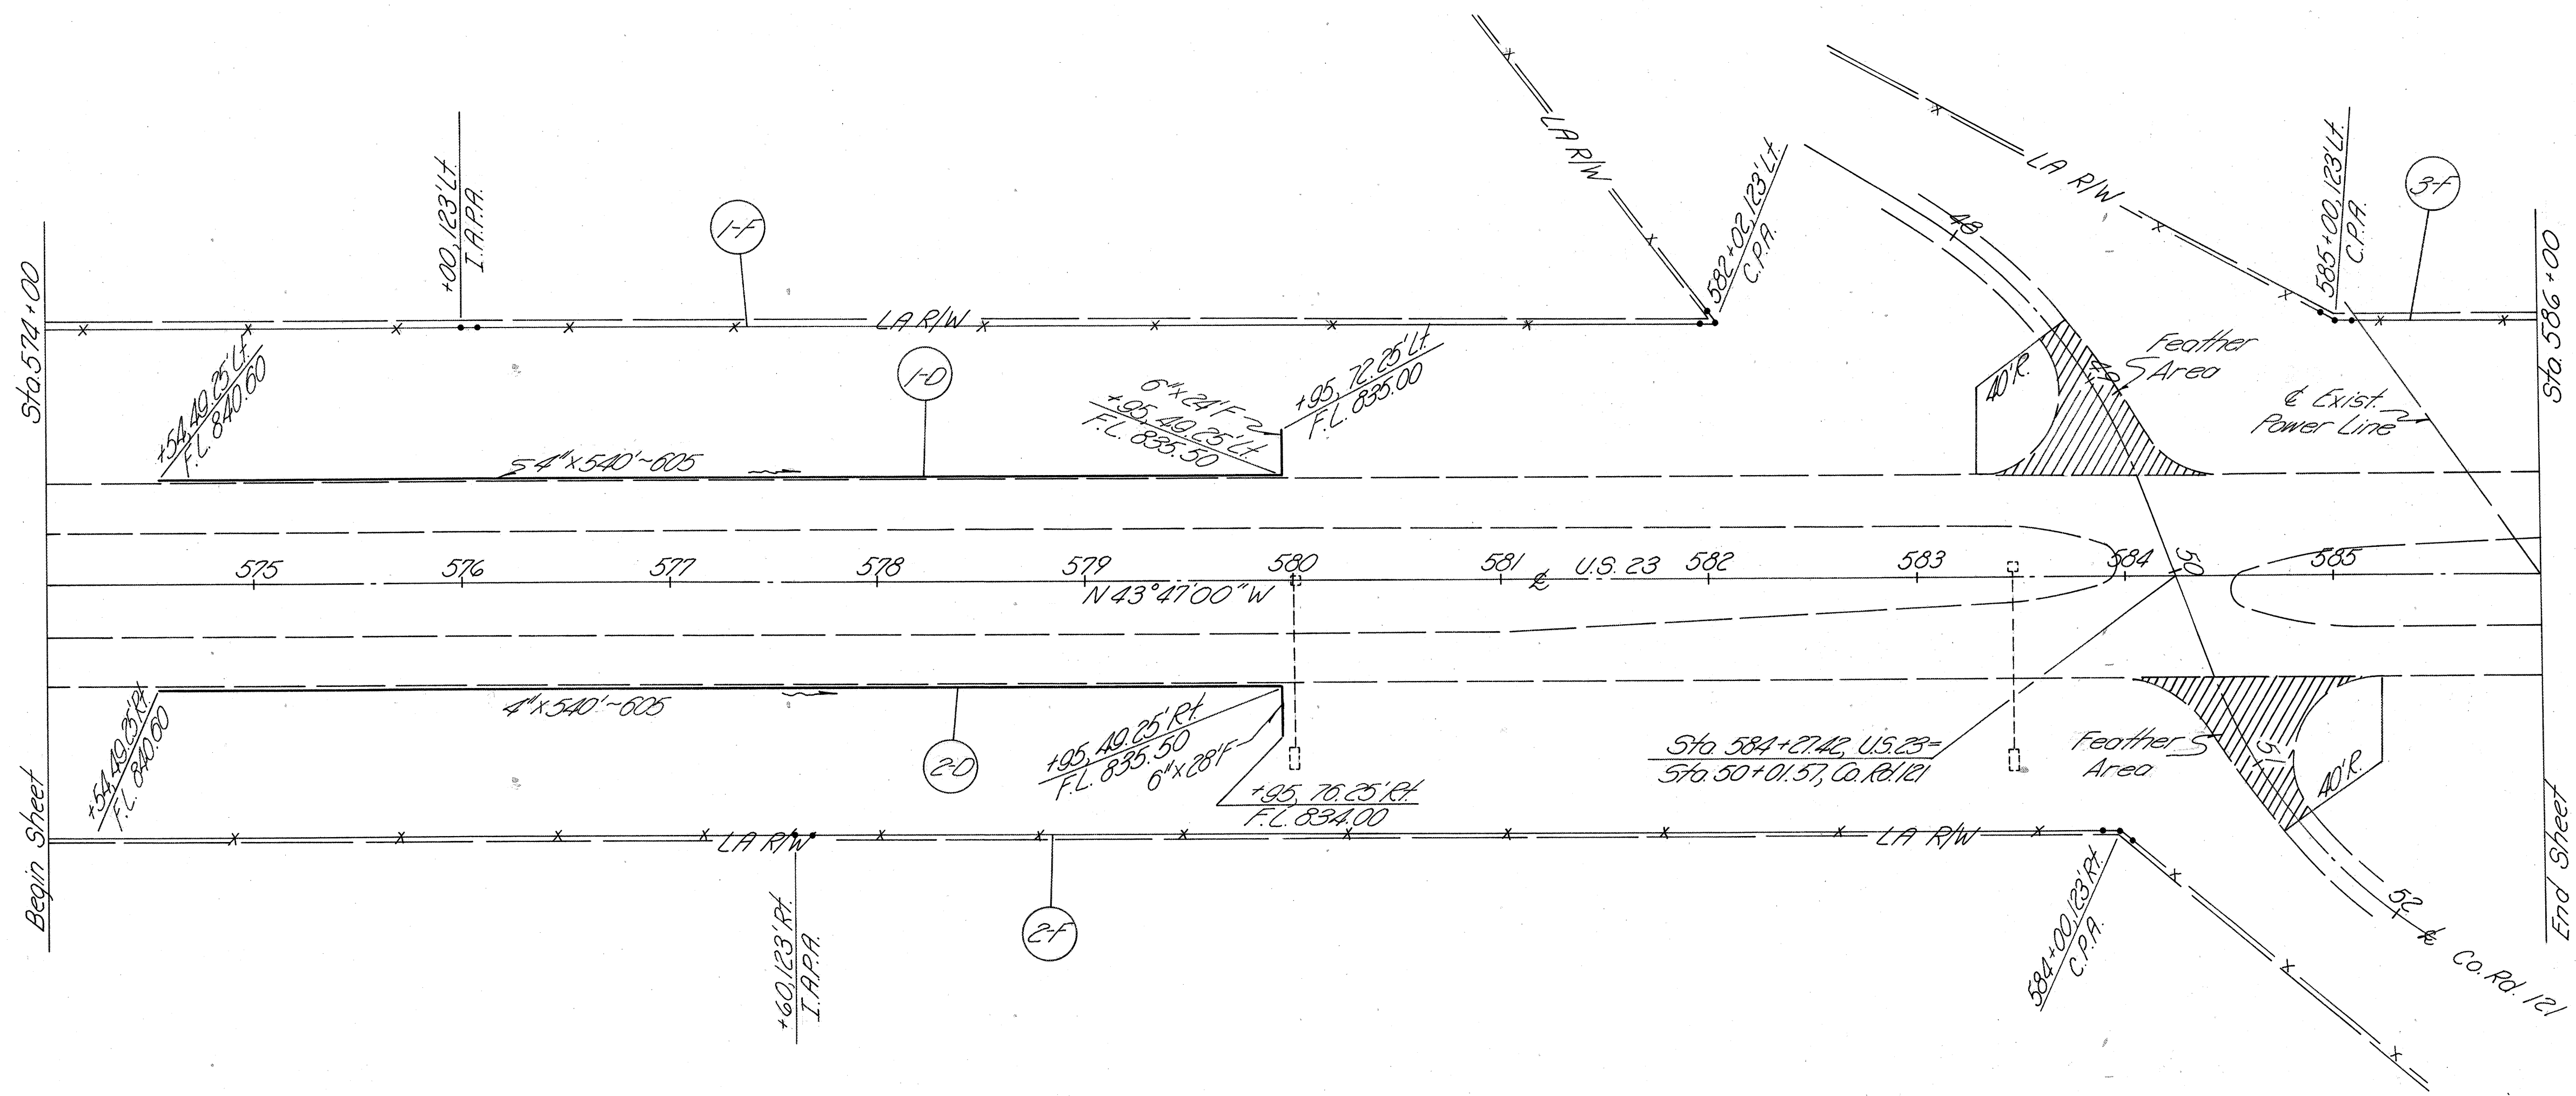 Sta. 574+00
Begin Sheet
+00, 123' Lt.
I.A.P.A.
1-F
LA R/W
LA R/W
582+02, 123' Lt.
C.P.A.
LA R/W
585+00, 123' Lt.
C.P.A.
3-F
Sta. 586+00
End Sheet
+54, 49.25' Lt.
F.L. 840.60
1-D
6"x24' F
+95, 49.25' Lt.
F.L. 835.50
+95, 72.25' Lt.
F.L. 835.00
4"x540'~605
48
49
40' R.
Feather
Area
₵ Exist.
Power Line
575
576
577
578
579
580
581
₵ U.S. 23
582
583
584
50
585
N 43°47'00" W
+54, 49.25' Rt.
F.L. 840.60
4"x540'~605
2-D
+95, 49.25' Rt.
F.L. 835.50
6"x28' F
+95, 76.25' Rt.
F.L. 834.00
Sta. 584+27.42, U.S. 23=
Sta. 50+01.57, Co. Rd. 121
Feather
Area
51
40' R.
LA R/W
LA R/W
+60, 123' Rt.
I.A.P.A.
2-F
584+00, 123' Rt.
C.P.A.
52
₵ Co. Rd. 121